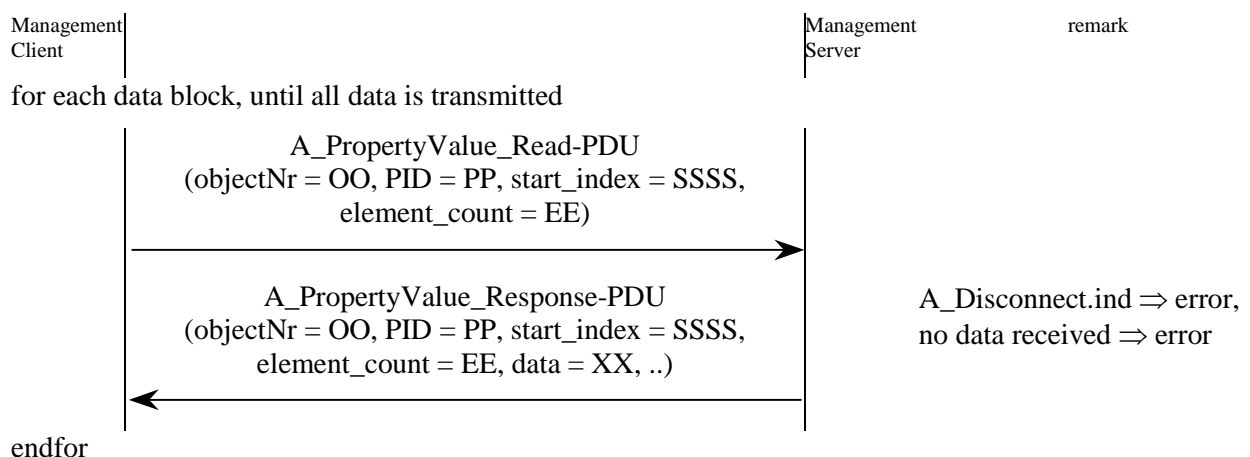 Management
Client
Management
Server
remark
for each data block, until all data is transmitted
A_PropertyValue_Read-PDU
(objectNr = OO, PID = PP, start_index = SSSS,
element_count = EE)
A_PropertyValue_Response-PDU
(objectNr = OO, PID = PP, start_index = SSSS,
element_count = EE, data = XX, ..)
A_Disconnect.ind ⇒ error,
no data received ⇒ error
endfor